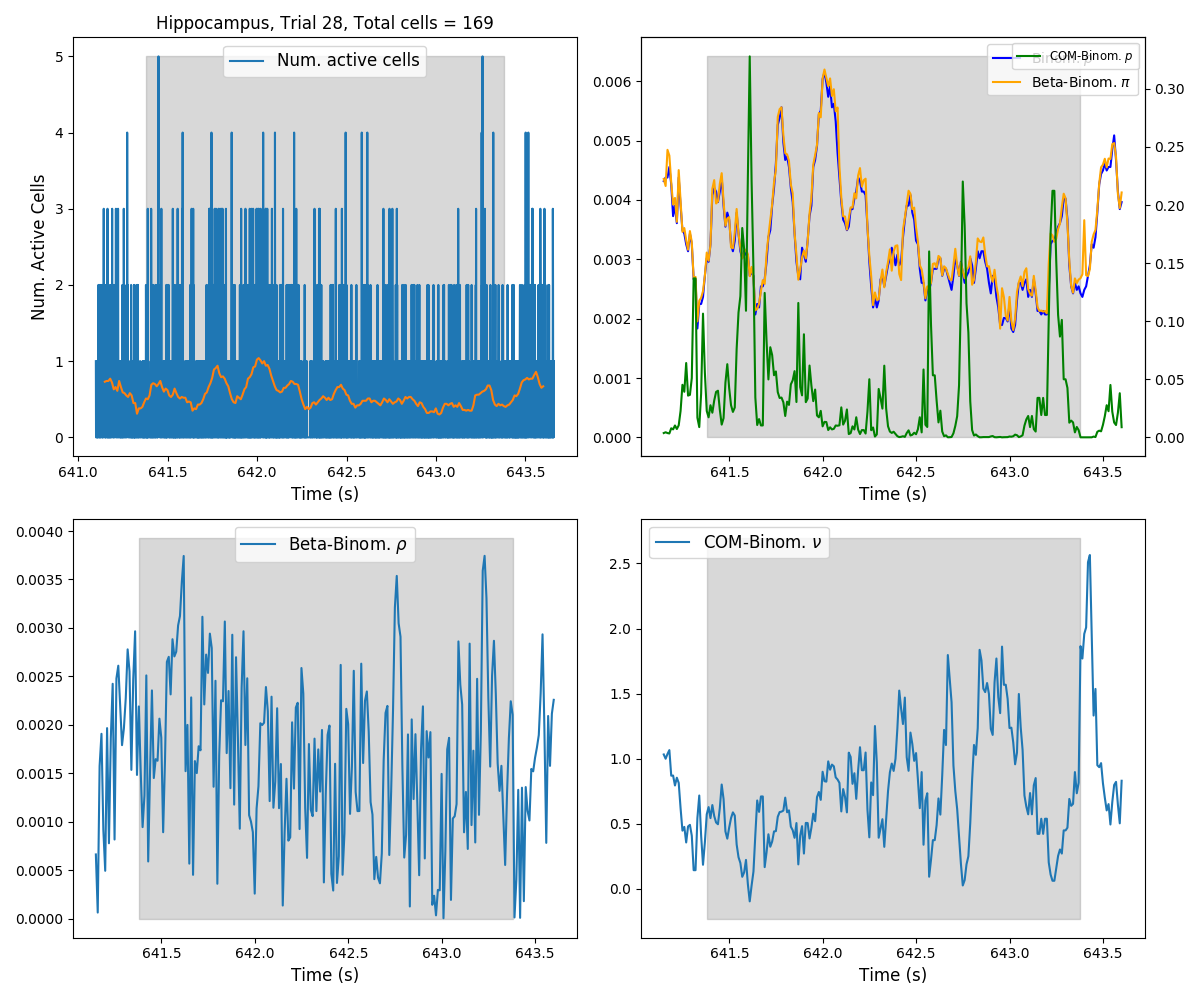 Hippocampus, Trial 28, Total cells = 169
Num. active cells
Num. Active Cells
5
4
3
2
1
0
641.0 641.5 642.0 642.5 643.0 643.5
Time (s)
COM-Binom. p
Beta-Binom. π
0.006
0.005
0.004
0.003
0.002
0.001
0.000
0.30
0.25
0.20
0.15
0.10
0.05
0.00
641.5 642.0 642.5 643.0 643.5
Time (s)
Beta-Binom. ρ
0.0040
0.0035
0.0030
0.0025
0.0020
0.0015
0.0010
0.0005
0.0000
641.5 642.0 642.5 643.0 643.5
Time (s)
COM-Binom. ν
2.5
2.0
1.5
1.0
0.5
0.0
641.5 642.0 642.5 643.0 643.5
Time (s)